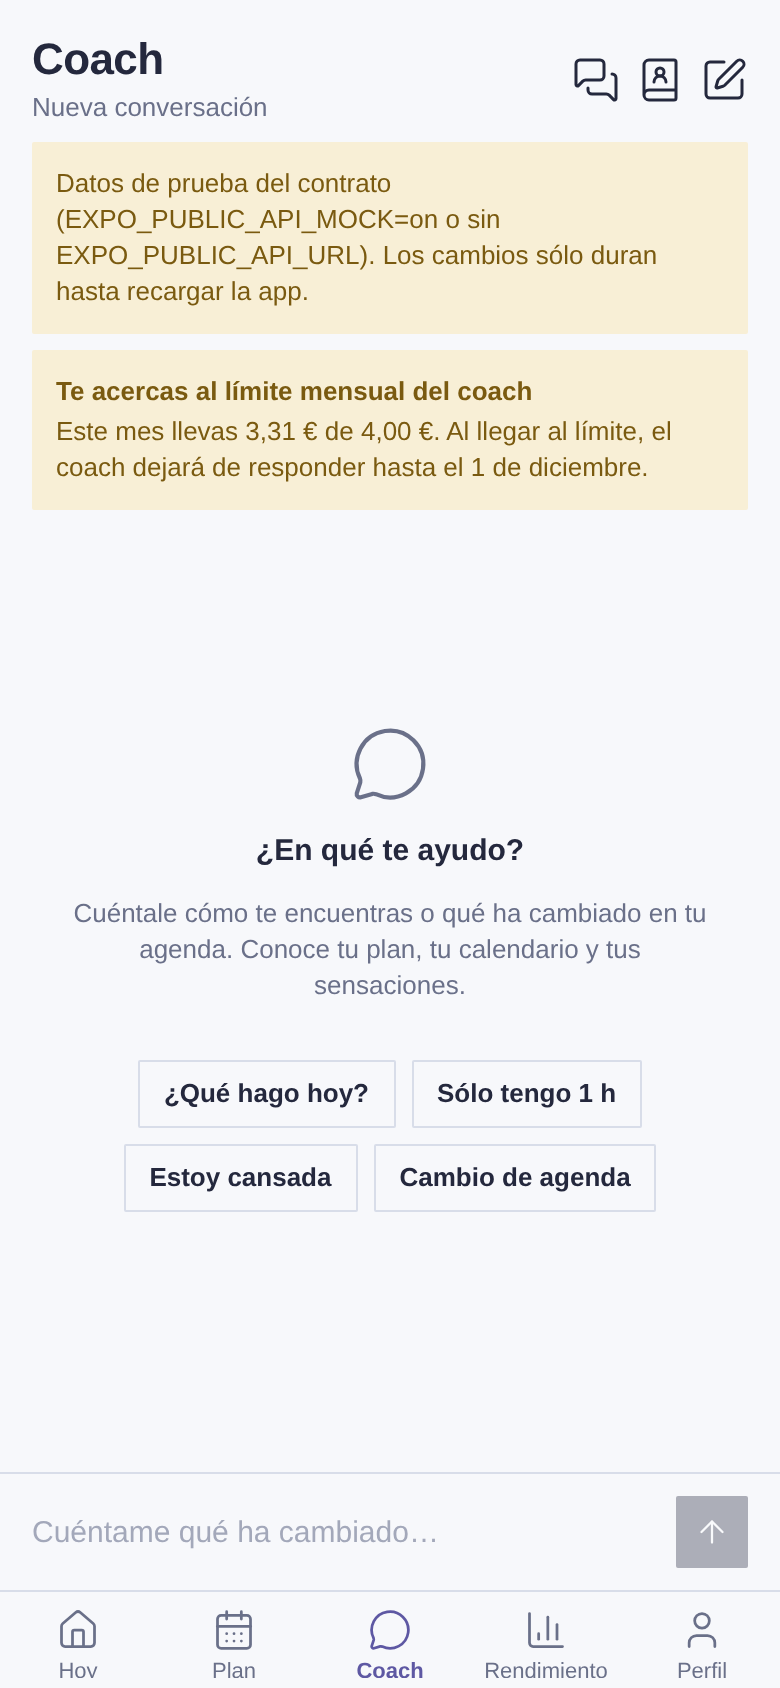 Coach
Nueva conversación
Datos de prueba del contrato
(EXPO_PUBLIC_API_MOCK=on o sin
EXPO_PUBLIC_API_URL). Los cambios sólo duran
hasta recargar la app.
Te acercas al límite mensual del coach
Este mes llevas 3,31 € de 4,00 €. Al llegar al límite, el
coach dejará de responder hasta el 1 de diciembre.
¿En qué te ayudo?
Cuéntale cómo te encuentras o qué ha cambiado en tu
agenda. Conoce tu plan, tu calendario y tus
sensaciones.
¿Qué hago hoy?
Sólo tengo 1 h
Estoy cansada
Cambio de agenda
Cuéntame qué ha cambiado…
Hoy
Plan
Coach
Rendimiento
Perfil